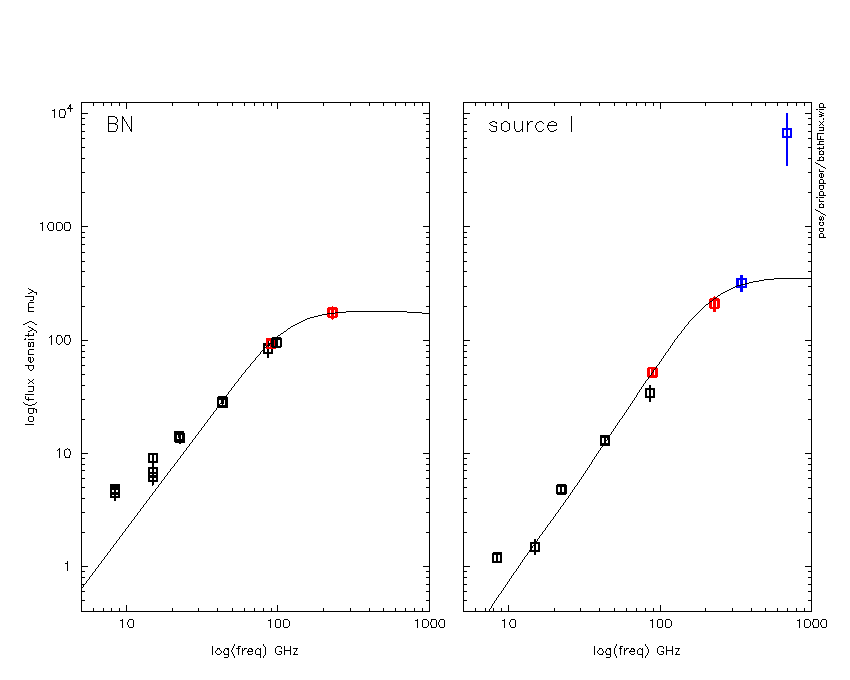 BN
source I
10⁴
1000
100
10
1
log(flux density) mJy
10 100 1000
10 100 1000
log(freq) GHz
log(freq) GHz
pacs/oripaper/bothFlux.wip